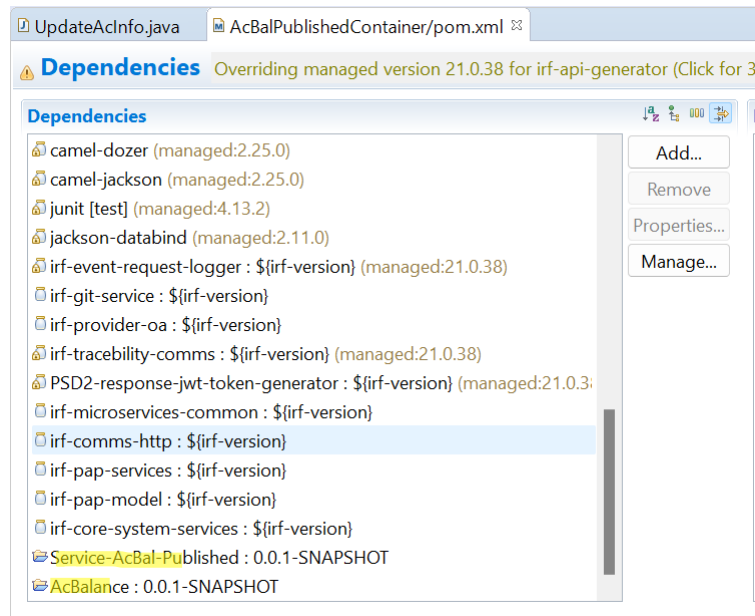 UpdateAcInfo.java
AcBalPublishedContainer/pom.xml
Dependencies Overriding managed version 21.0.38 for irf-api-generator (Click for 3
Dependencies
camel-dozer (managed:2.25.0)
camel-jackson (managed:2.25.0)
junit [test] (managed:4.13.2)
jackson-databind (managed:2.11.0)
irf-event-request-logger : ${irf-version} (managed:21.0.38)
irf-git-service : ${irf-version}
irf-provider-oa : ${irf-version}
irf-tracebility-comms : ${irf-version} (managed:21.0.38)
PSD2-response-jwt-token-generator : ${irf-version} (managed:21.0.3
irf-microservices-common : ${irf-version}
irf-comms-http : ${irf-version}
irf-pap-services : ${irf-version}
irf-pap-model : ${irf-version}
irf-core-system-services : ${irf-version}
Service-AcBal-Published : 0.0.1-SNAPSHOT
AcBalance : 0.0.1-SNAPSHOT
Add...
Remove
Properties...
Manage...